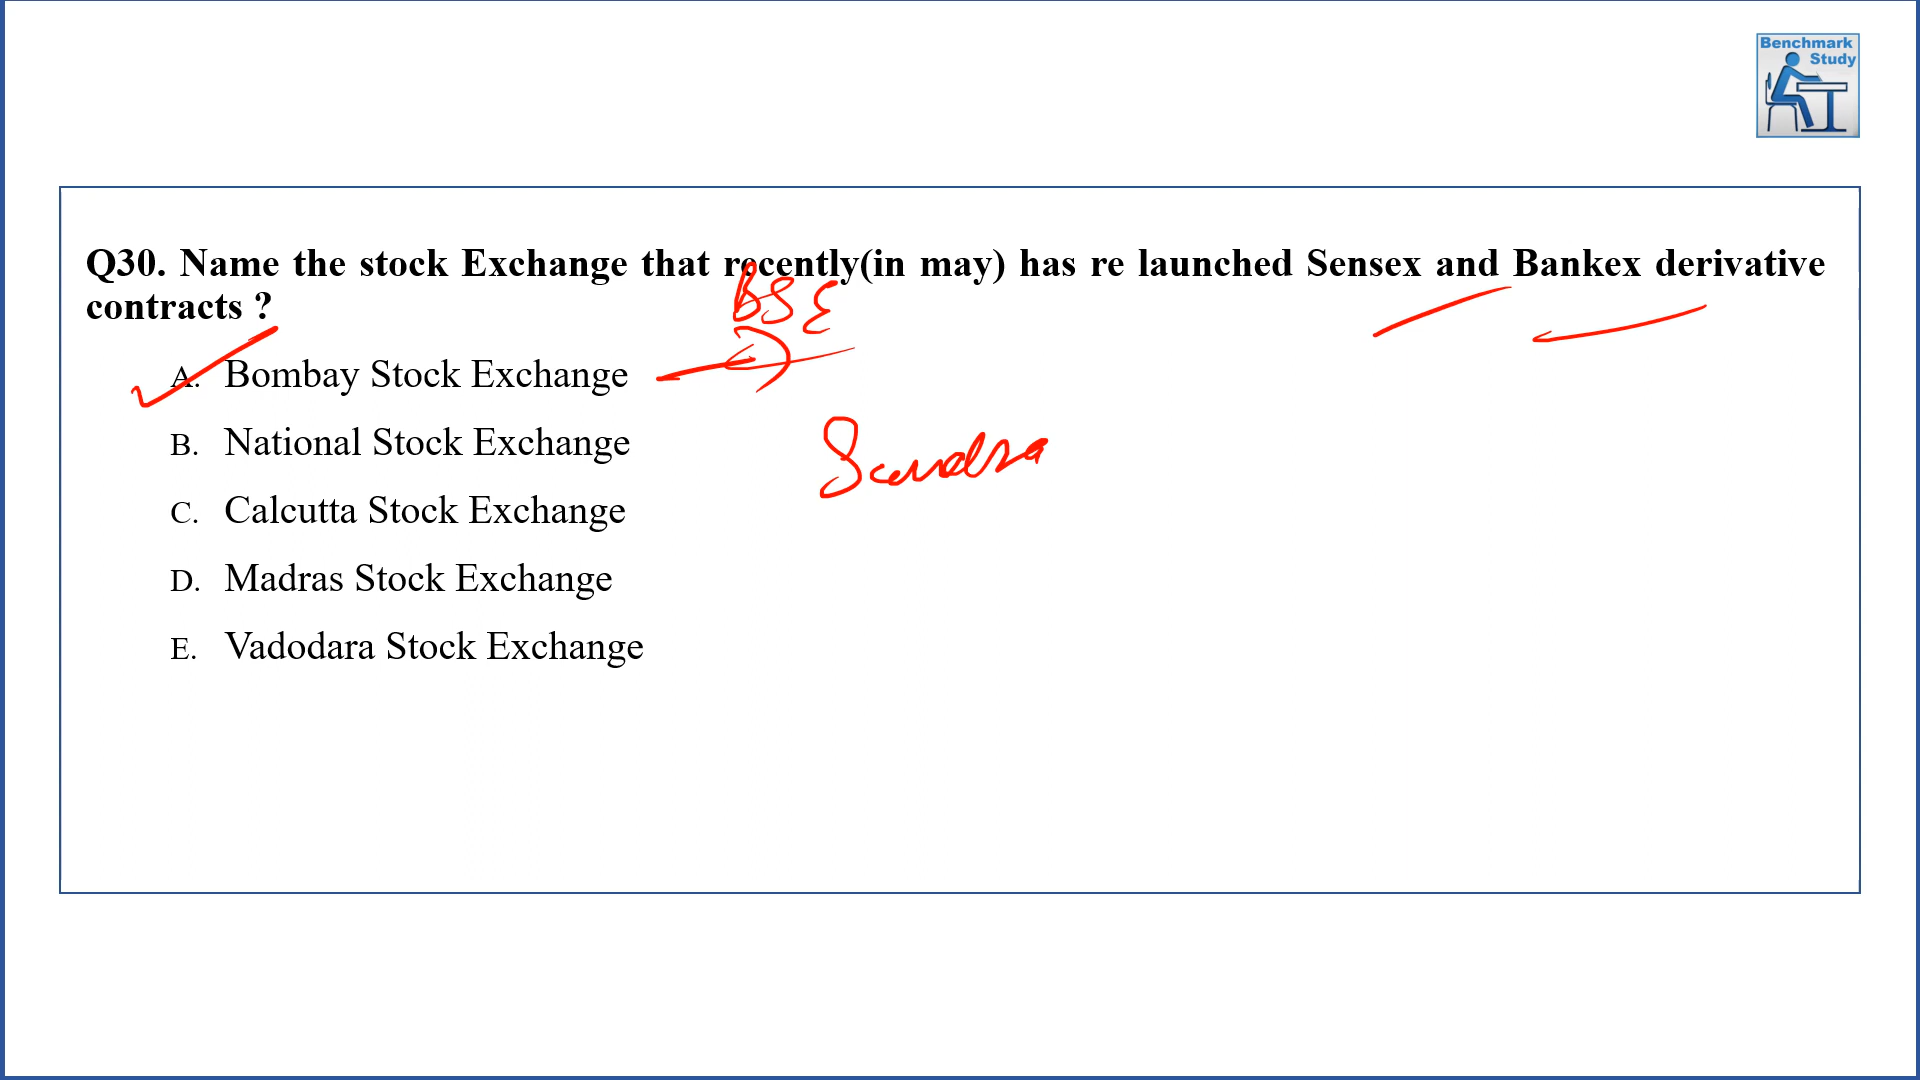 Benchmark
Study
Q30. Name the stock Exchange that recently(in may) has re launched Sensex and Bankex derivative
contracts ?
BSE
A. Bombay Stock Exchange
B. National Stock Exchange
C. Calcutta Stock Exchange
D. Madras Stock Exchange
E. Vadodara Stock Exchange